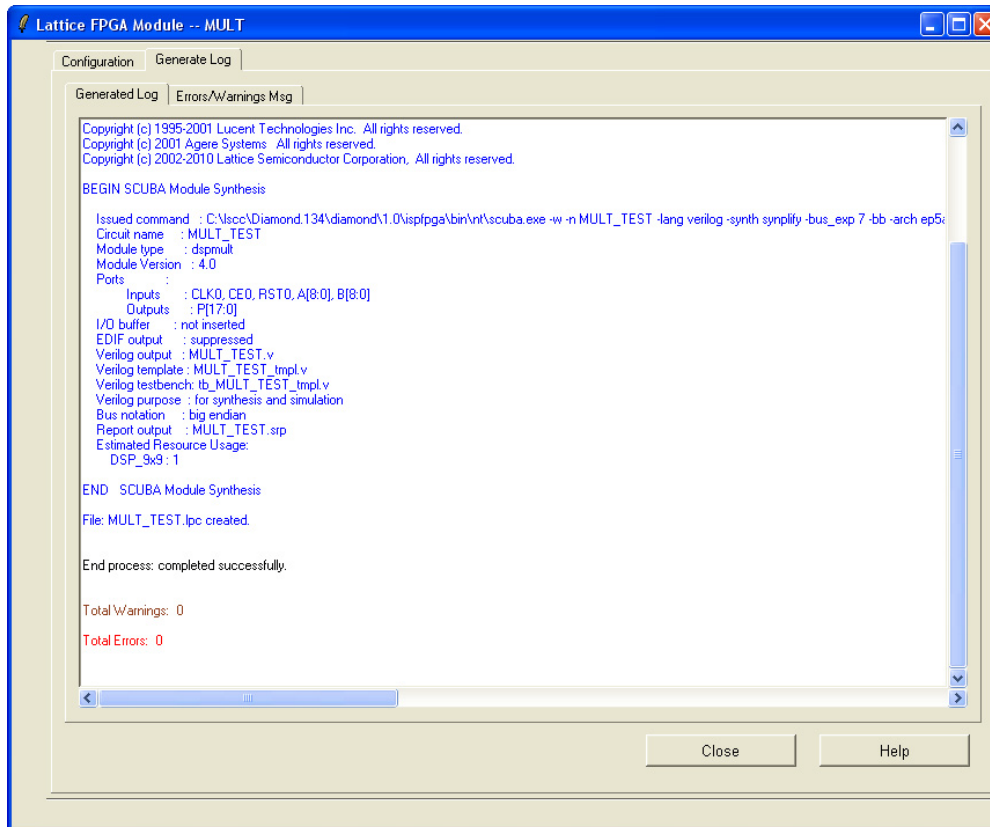 Lattice FPGA Module -- MULT
Configuration Generate Log
Generated Log Errors/Warnings Msg
Copyright (c) 1995-2001 Lucent Technologies Inc. All rights reserved.
Copyright (c) 2001 Agere Systems All rights reserved.
Copyright (c) 2002-2010 Lattice Semiconductor Corporation, All rights reserved.
BEGIN SCUBA Module Synthesis
Issued command : C:\lscc\Diamond.134\diamond\1.0\ispfpga\bin\nt\scuba.exe -w -n MULT_TEST -lang verilog -synth synplify -bus_exp 7 -bb -arch ep5a
Circuit name : MULT_TEST
Module type : dspmult
Module Version : 4.0
Ports :
Inputs : CLK0, CE0, RST0, A[8:0], B[8:0]
Outputs : P[17:0]
I/O buffer : not inserted
EDIF output : suppressed
Verilog output : MULT_TEST.v
Verilog template : MULT_TEST_tmpl.v
Verilog testbench: tb_MULT_TEST_tmpl.v
Verilog purpose : for synthesis and simulation
Bus notation : big endian
Report output : MULT_TEST.srp
Estimated Resource Usage:
DSP_9x9 : 1
END SCUBA Module Synthesis
File: MULT_TEST.lpc created.
End process: completed successfully.
Total Warnings: 0
Total Errors: 0
Close Help